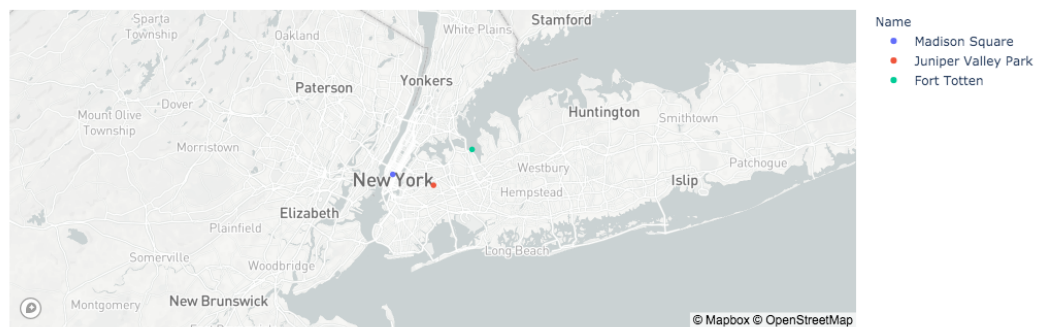 Sparta
Township
Oakland
White Plains
Stamford
Name
Madison Square
Juniper Valley Park
Fort Totten
Paterson
Yonkers
Dover
Mount Olive
Township
Huntington
Smithtown
Morristown
Westbury
Patchogue
New York
Islip
Hempstead
Elizabeth
Plainfield
Long Beach
Somerville
Woodbridge
Montgomery
New Brunswick
© Mapbox © OpenStreetMap